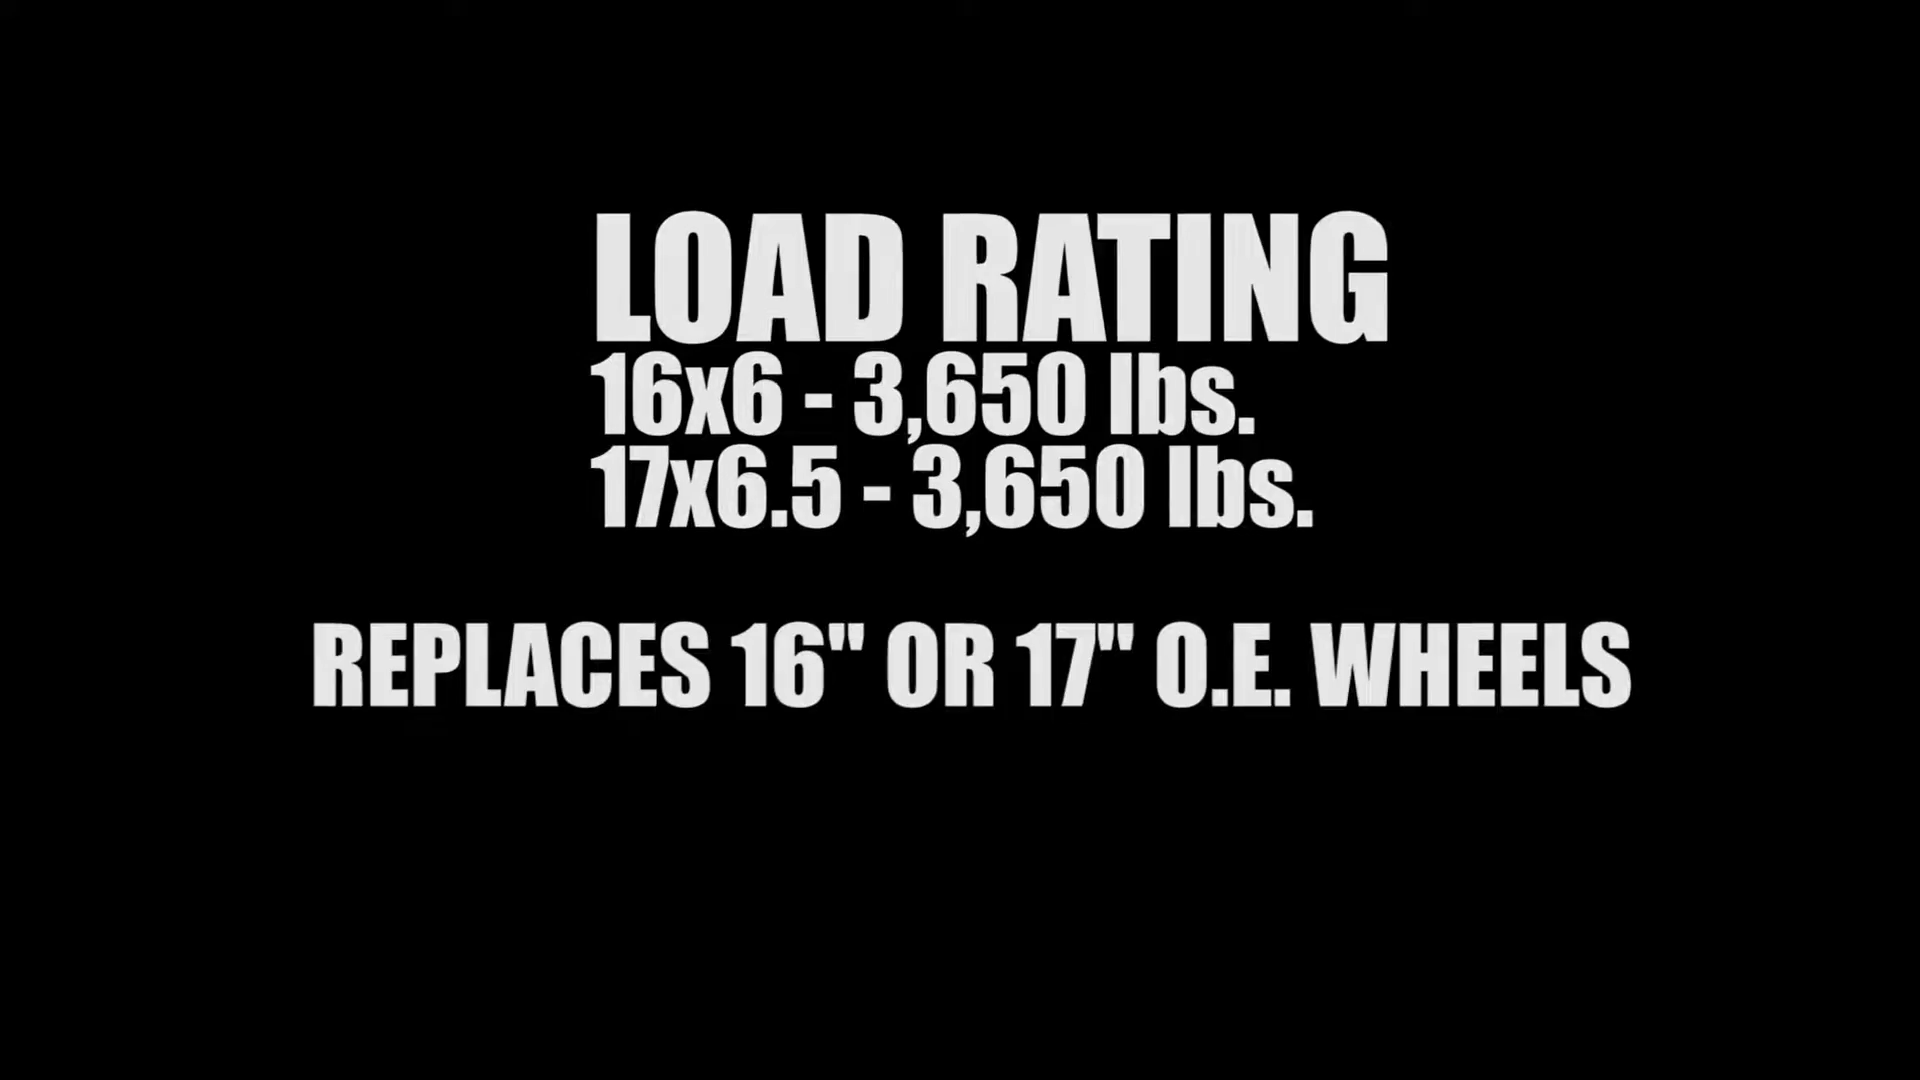 LOAD RATING
16x6 - 3,650 lbs.
17x6.5 - 3,650 lbs.
REPLACES 16" OR 17" O.E. WHEELS